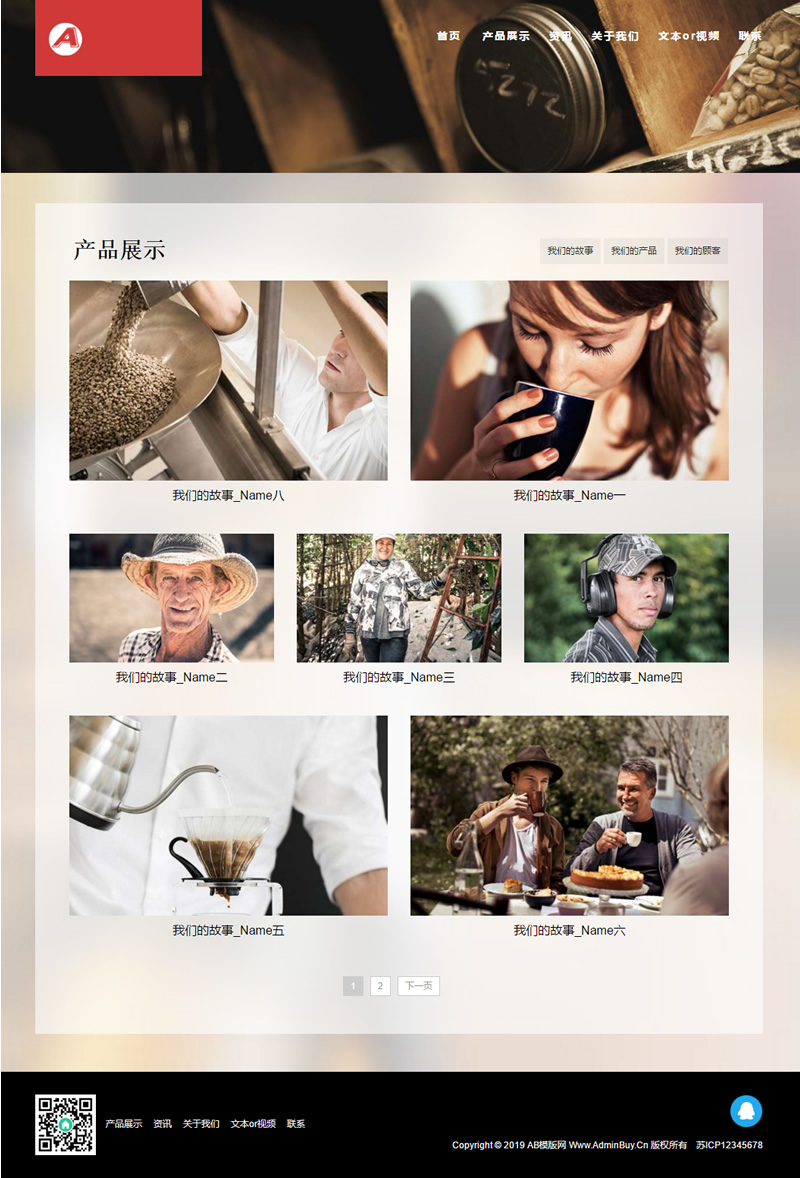 A
首页 产品展示 资讯 关于我们 文本or视频 联系
272
产品展示
我们的故事 我们的产品 我们的顾客
我们的故事_Name八 我们的故事_Name一
我们的故事_Name二 我们的故事_Name三 我们的故事_Name四
我们的故事_Name五 我们的故事_Name六
1 2 下一页
产品展示 资讯 关于我们 文本or视频 联系
Copyright © 2019 AB模版网 Www.AdminBuy.Cn 版权所有 苏ICP12345678